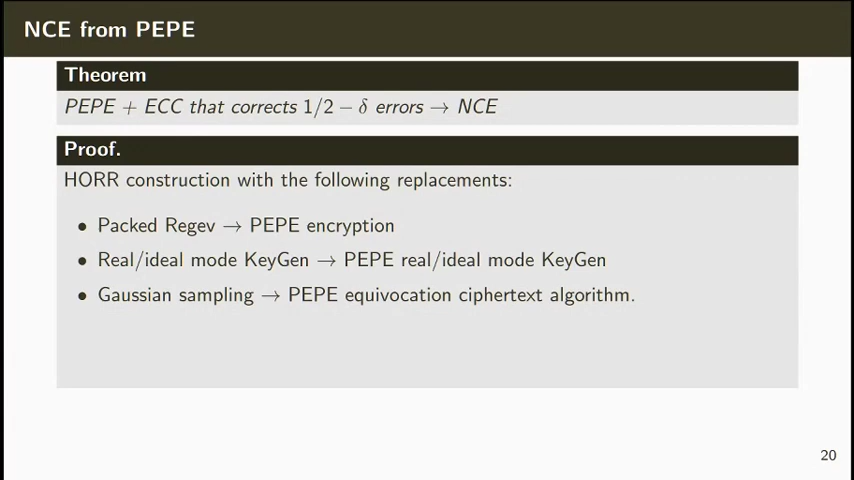 NCE from PEPE
Theorem
PEPE + ECC that corrects 1/2 − δ errors → NCE
Proof.
HORR construction with the following replacements:
• Packed Regev → PEPE encryption
• Real/ideal mode KeyGen → PEPE real/ideal mode KeyGen
• Gaussian sampling → PEPE equivocation ciphertext algorithm.
20